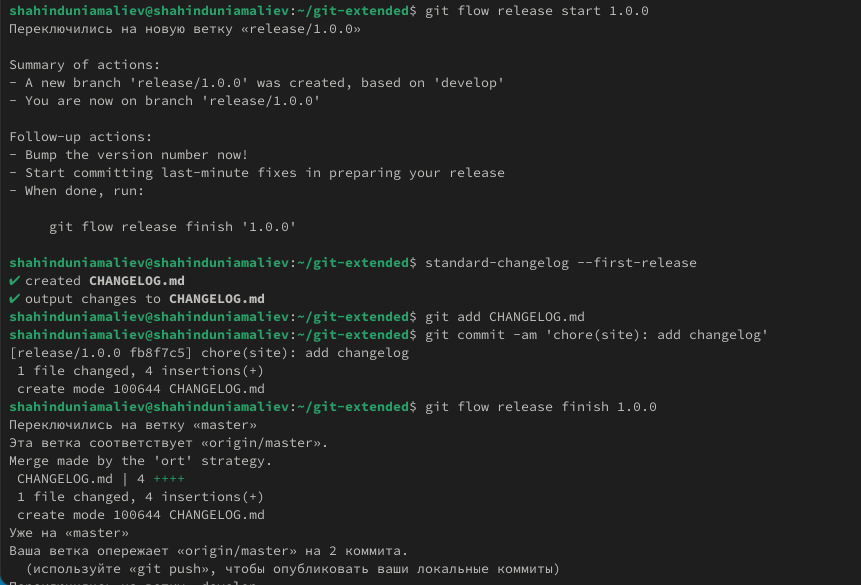 shahinduniamaliev@shahinduniamaliev:~/git-extended$ git flow release start 1.0.0
Переключились на новую ветку «release/1.0.0»
Summary of actions:
- A new branch 'release/1.0.0' was created, based on 'develop'
- You are now on branch 'release/1.0.0'
Follow-up actions:
- Bump the version number now!
- Start committing last-minute fixes in preparing your release
- When done, run:
git flow release finish '1.0.0'
shahinduniamaliev@shahinduniamaliev:~/git-extended$ standard-changelog --first-release
✔ created CHANGELOG.md
✔ output changes to CHANGELOG.md
shahinduniamaliev@shahinduniamaliev:~/git-extended$ git add CHANGELOG.md
shahinduniamaliev@shahinduniamaliev:~/git-extended$ git commit -am 'chore(site): add changelog'
[release/1.0.0 fb8f7c5] chore(site): add changelog
1 file changed, 4 insertions(+)
create mode 100644 CHANGELOG.md
shahinduniamaliev@shahinduniamaliev:~/git-extended$ git flow release finish 1.0.0
Переключились на ветку «master»
Эта ветка соответствует «origin/master».
Merge made by the 'ort' strategy.
CHANGELOG.md | 4 ++++
1 file changed, 4 insertions(+)
create mode 100644 CHANGELOG.md
Уже на «master»
Ваша ветка опережает «origin/master» на 2 коммита.
(используйте «git push», чтобы опубликовать ваши локальные коммиты)